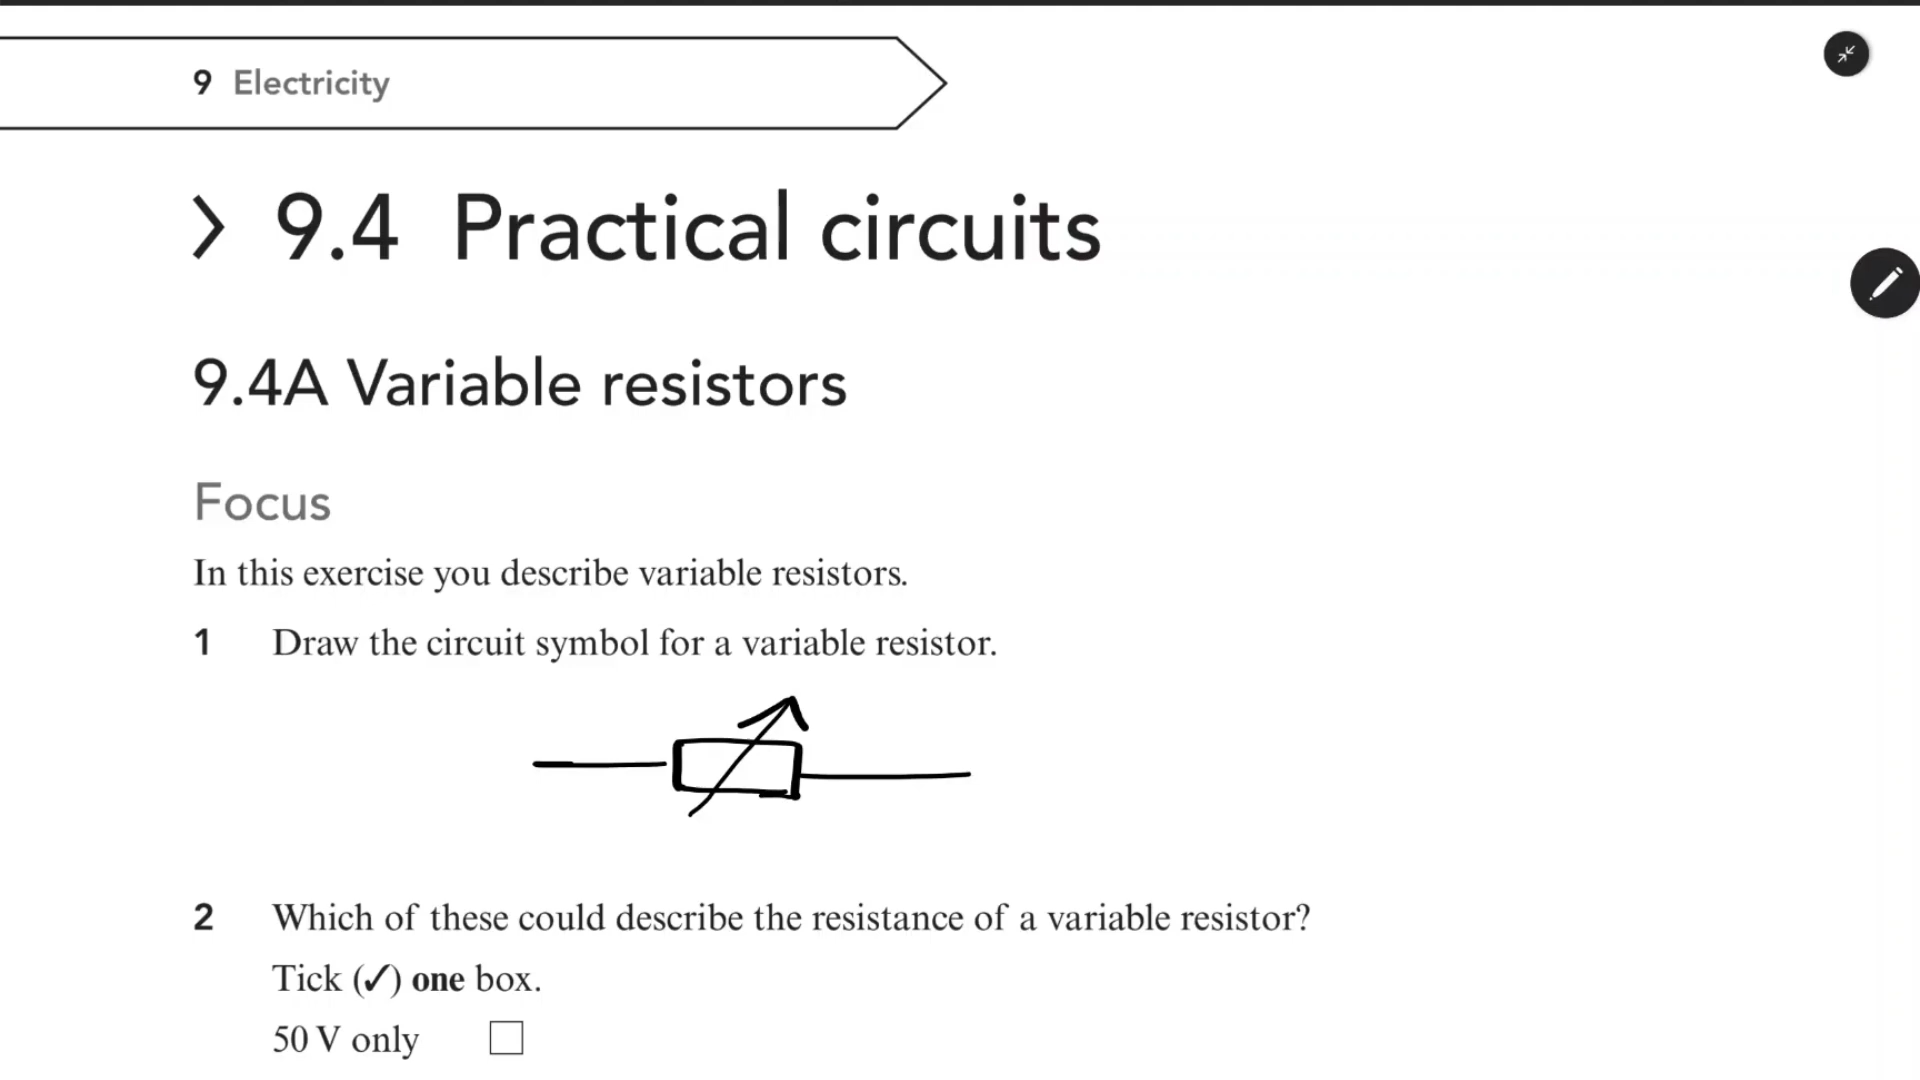 9 Electricity
9.4 Practical circuits
9.4A Variable resistors
Focus
In this exercise you describe variable resistors.
1 Draw the circuit symbol for a variable resistor.
2 Which of these could describe the resistance of a variable resistor?
Tick (✓) one box.
50 V only